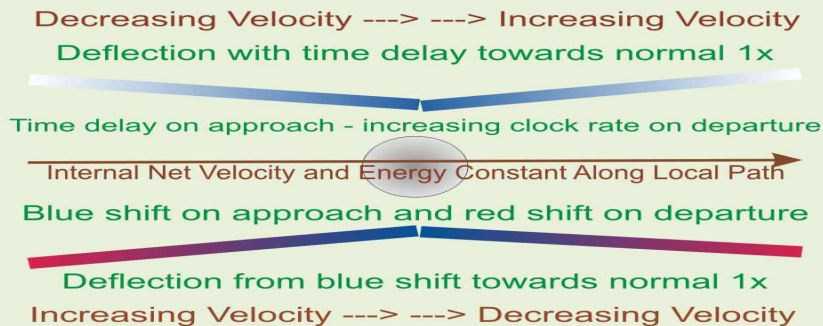 Decreasing Velocity ---> ---> Increasing Velocity
Deflection with time delay towards normal 1x
Time delay on approach - increasing clock rate on departure
Internal Net Velocity and Energy Constant Along Local Path
Blue shift on approach and red shift on departure
Deflection from blue shift towards normal 1x
Increasing Velocity ---> ---> Decreasing Velocity